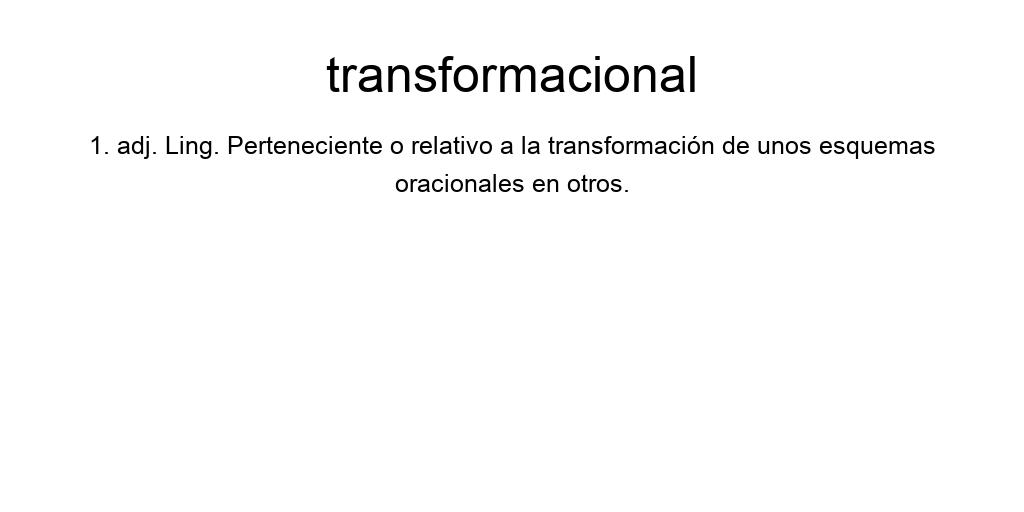 transformacional
1. adj. Ling. Perteneciente o relativo a la transformación de unos esquemas
oracionales en otros.